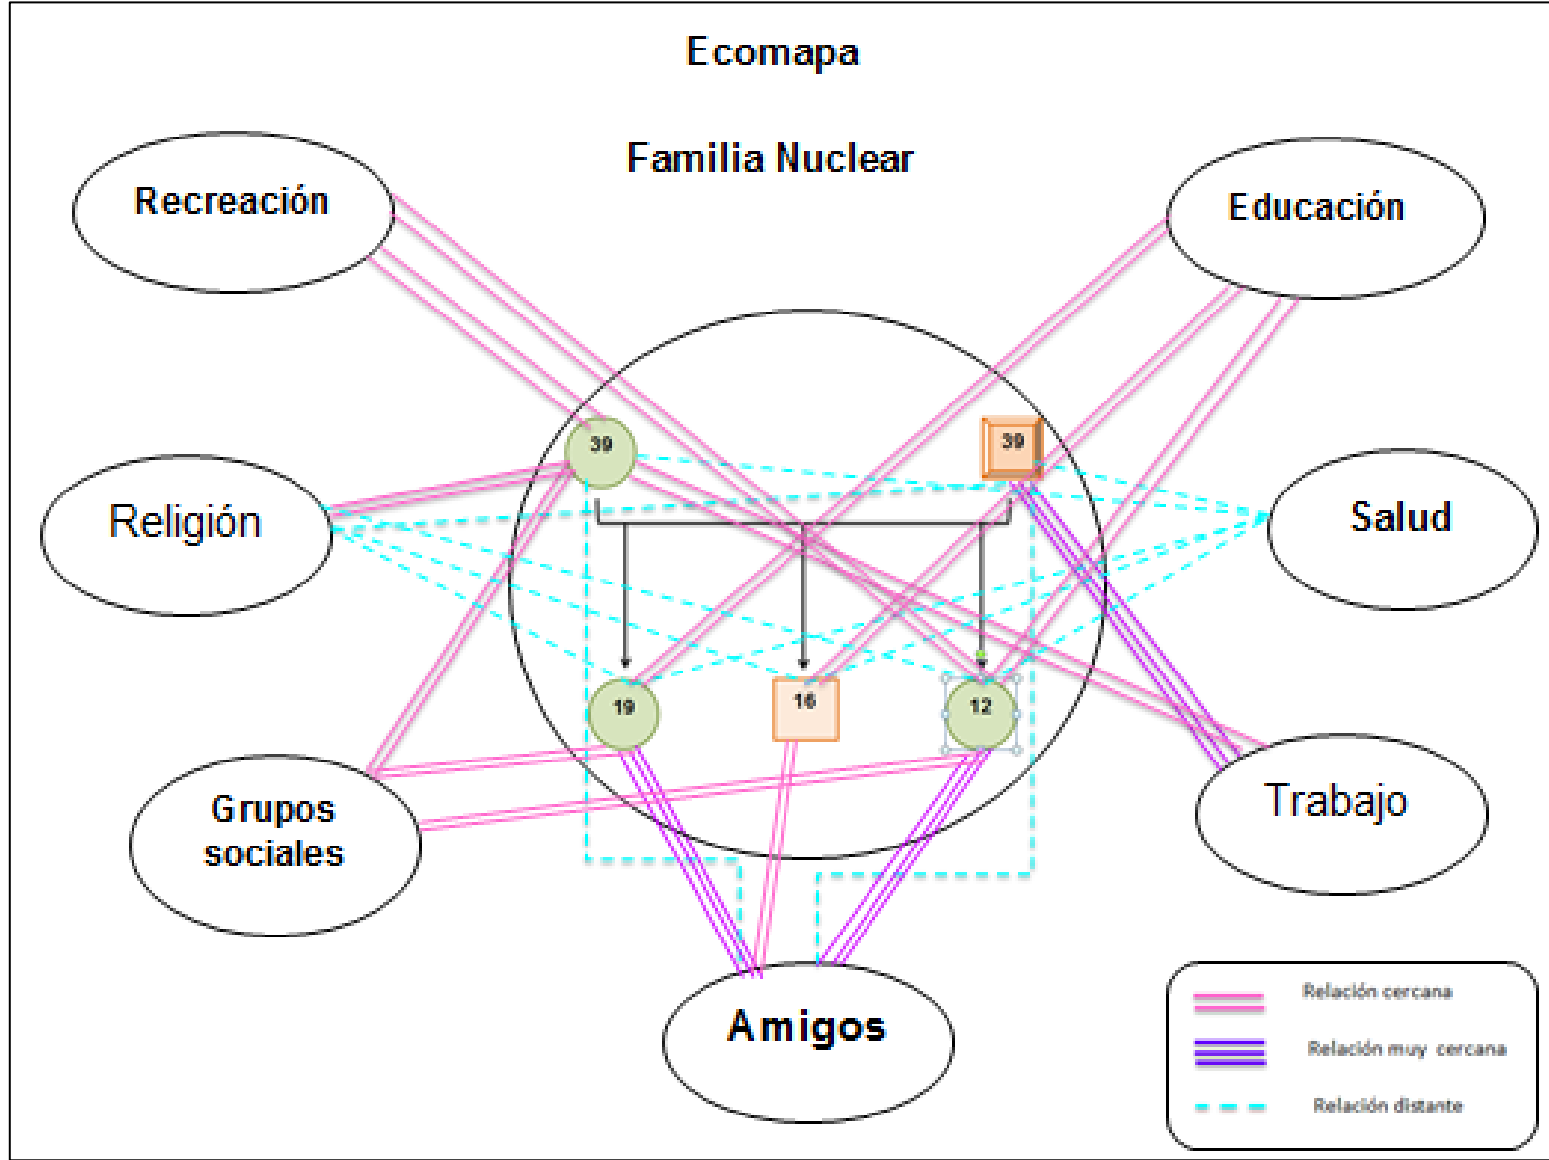 Ecomapa
Familia Nuclear
Recreación
Educación
39
39
Religión
Salud
19
16
12
Grupos
sociales
Trabajo
Amigos
Relación cercana
Relación muy cercana
Relación distante